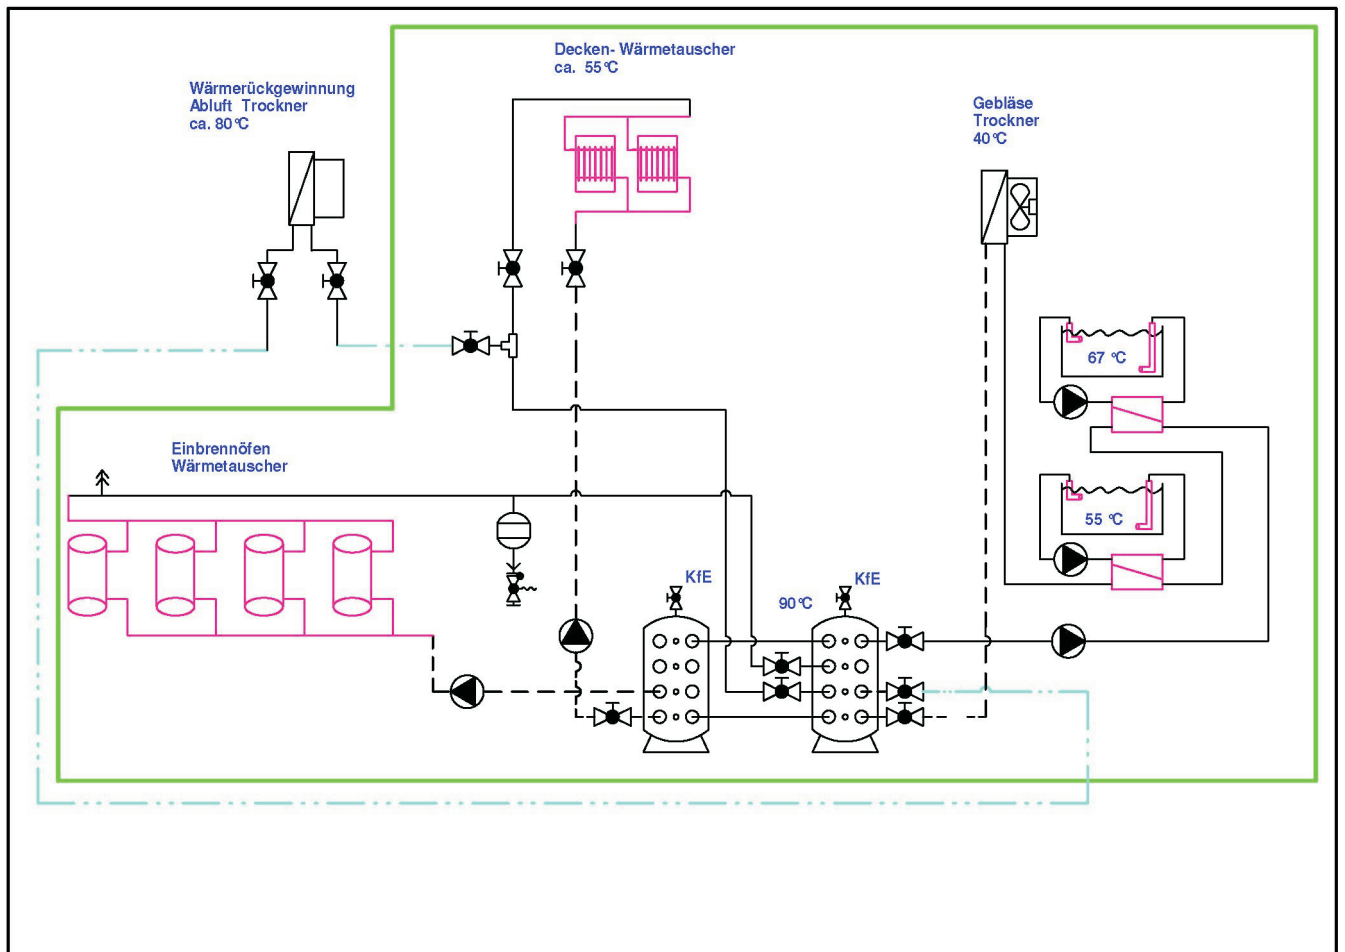 Decken- Wärmetauscher
ca. 55°C
Wärmerückgewinnung
Abluft Trockner
ca. 80°C
Gebläse
Trockner
40°C
67 °C
Einbrennöfen
Wärmetauscher
55 °C
KfE
KfE
90°C